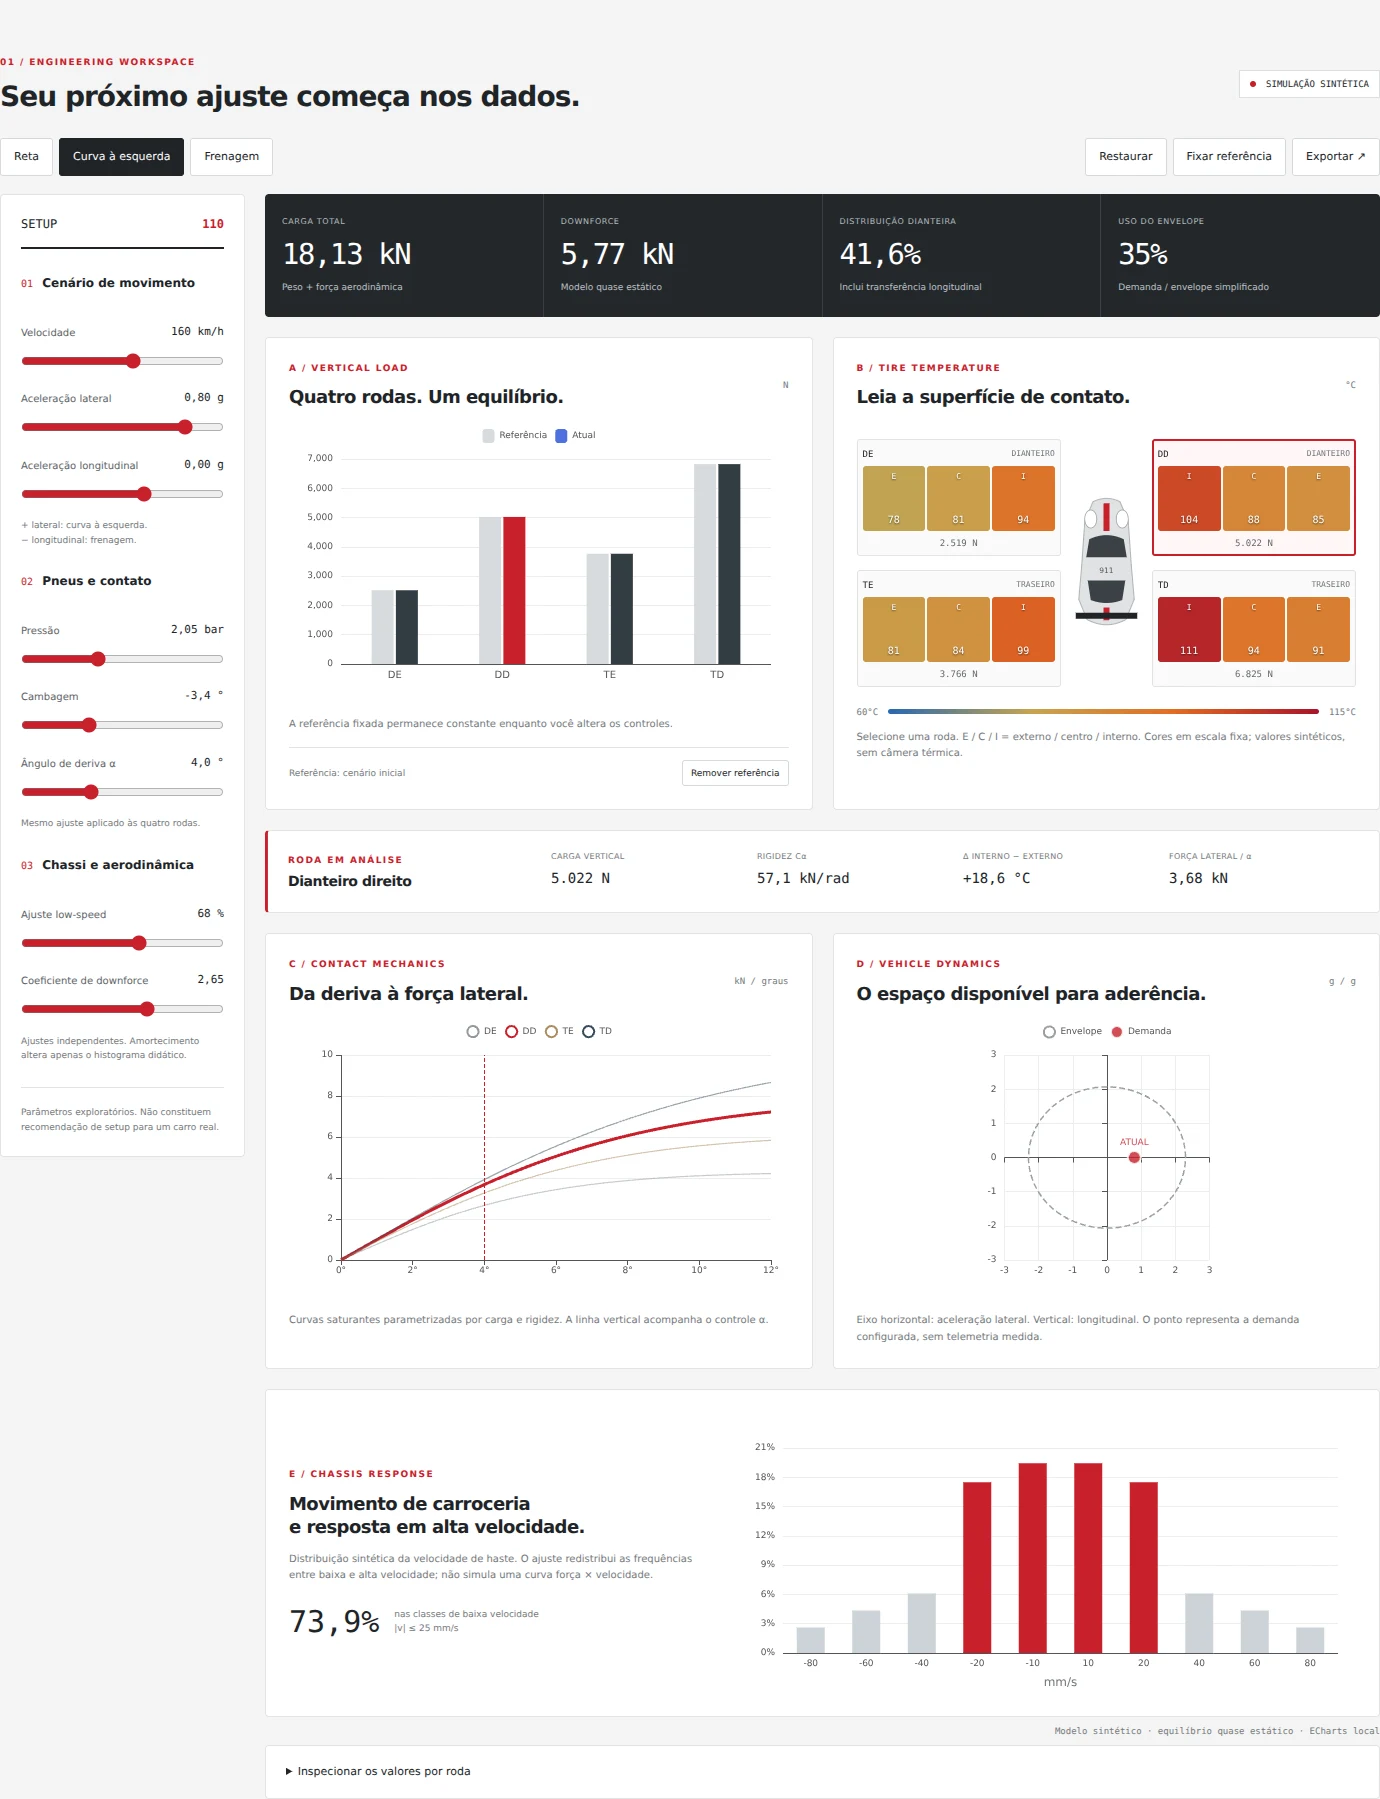 01 / ENGINEERING WORKSPACE
Seu próximo ajuste começa nos dados.
SIMULAÇÃO SINTÉTICA
Reta
Curva à esquerda
Frenagem
Restaurar
Fixar referência
Exportar ↗
SETUP 110
01 Cenário de movimento
Velocidade 160 km/h
Aceleração lateral 0,80 g
Aceleração longitudinal 0,00 g
+ lateral: curva à esquerda.
− longitudinal: frenagem.
02 Pneus e contato
Pressão 2,05 bar
Cambagem -3,4 °
Ângulo de deriva α 4,0 °
Mesmo ajuste aplicado às quatro rodas.
03 Chassi e aerodinâmica
Ajuste low-speed 68 %
Coeficiente de downforce 2,65
Ajustes independentes. Amortecimento
altera apenas o histograma didático.
Parâmetros exploratórios. Não constituem
recomendação de setup para um carro real.
CARGA TOTAL
18,13 kN
Peso + força aerodinâmica
DOWNFORCE
5,77 kN
Modelo quase estático
DISTRIBUIÇÃO DIANTEIRA
41,6%
Inclui transferência longitudinal
USO DO ENVELOPE
35%
Demanda / envelope simplificado
A / VERTICAL LOAD
Quatro rodas. Um equilíbrio.
N
Referência Atual
7,000
6,000
5,000
4,000
3,000
2,000
1,000
0
DE DD TE TD
A referência fixada permanece constante enquanto você altera os controles.
Referência: cenário inicial
Remover referência
B / TIRE TEMPERATURE
Leia a superfície de contato.
°C
DE DIANTEIRO
E C I
78 81 94
2.519 N
DD DIANTEIRO
I C E
104 88 85
5.022 N
911
TE TRASEIRO
E C I
81 84 99
3.766 N
TD TRASEIRO
I C E
111 94 91
6.825 N
60°C 115°C
Selecione uma roda. E / C / I = externo / centro / interno. Cores em escala fixa; valores sintéticos,
sem câmera térmica.
RODA EM ANÁLISE
Dianteiro direito
CARGA VERTICAL
5.022 N
RIGIDEZ Cα
57,1 kN/rad
Δ INTERNO − EXTERNO
+18,6 °C
FORÇA LATERAL / α
3,68 kN
C / CONTACT MECHANICS
Da deriva à força lateral.
kN / graus
DE DD TE TD
10
8
6
4
2
0
0° 2° 4° 6° 8° 10° 12°
Curvas saturantes parametrizadas por carga e rigidez. A linha vertical acompanha o controle α.
D / VEHICLE DYNAMICS
O espaço disponível para aderência.
g / g
Envelope Demanda
3
2
1
0
-1
-2
-3
ATUAL
-3 -2 -1 0 1 2 3
Eixo horizontal: aceleração lateral. Vertical: longitudinal. O ponto representa a demanda
configurada, sem telemetria medida.
E / CHASSIS RESPONSE
Movimento de carroceria
e resposta em alta velocidade.
Distribuição sintética da velocidade de haste. O ajuste redistribui as frequências
entre baixa e alta velocidade; não simula uma curva força × velocidade.
73,9%
nas classes de baixa velocidade
|v| ≤ 25 mm/s
21%
18%
15%
12%
9%
6%
3%
0%
-80 -60 -40 -20 -10 10 20 40 60 80
mm/s
Modelo sintético · equilíbrio quase estático · ECharts local
▶ Inspecionar os valores por roda